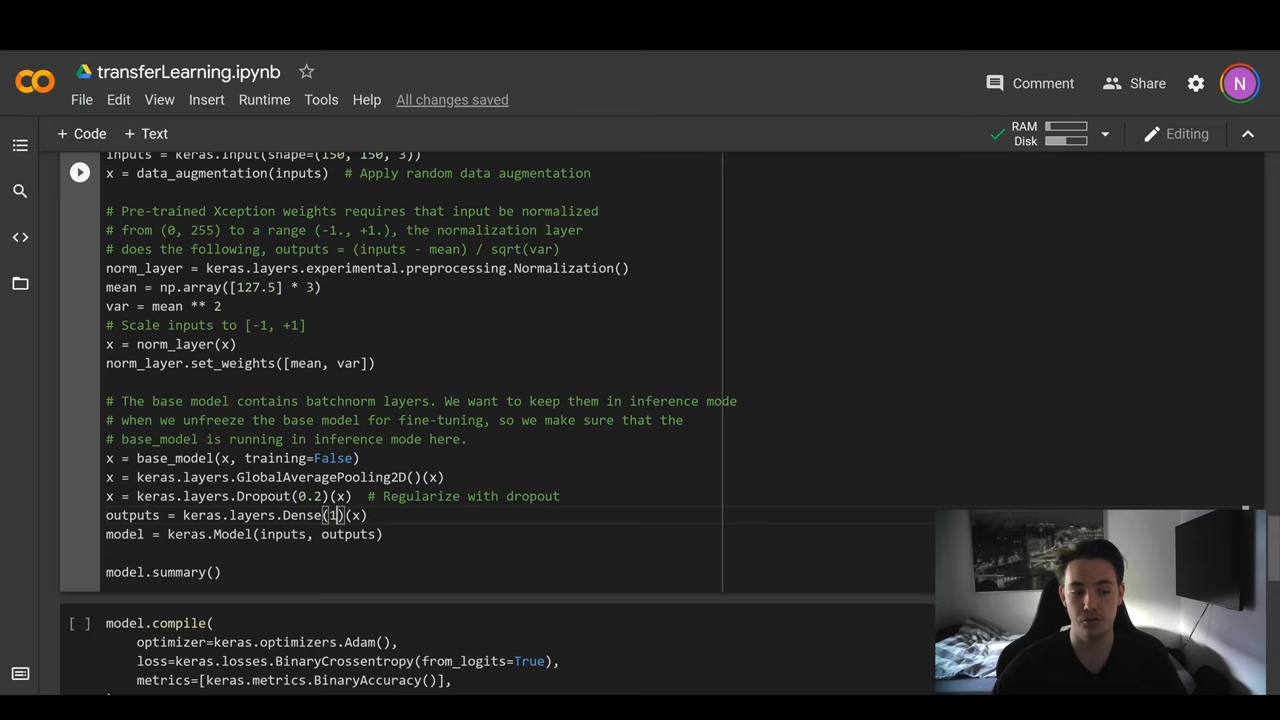 transferLearning.ipynb
File Edit View Insert Runtime Tools Help All changes saved
Comment Share N
+ Code + Text
RAM
Disk
Editing
inputs = keras.Input(shape=(150, 150, 3))
x = data_augmentation(inputs)  # Apply random data augmentation
# Pre-trained Xception weights requires that input be normalized
# from (0, 255) to a range (-1., +1.), the normalization layer
# does the following, outputs = (inputs - mean) / sqrt(var)
norm_layer = keras.layers.experimental.preprocessing.Normalization()
mean = np.array([127.5] * 3)
var = mean ** 2
# Scale inputs to [-1, +1]
x = norm_layer(x)
norm_layer.set_weights([mean, var])
# The base model contains batchnorm layers. We want to keep them in inference mode
# when we unfreeze the base model for fine-tuning, so we make sure that the
# base_model is running in inference mode here.
x = base_model(x, training=False)
x = keras.layers.GlobalAveragePooling2D()(x)
x = keras.layers.Dropout(0.2)(x)  # Regularize with dropout
outputs = keras.layers.Dense(1)(x)
model = keras.Model(inputs, outputs)
model.summary()
[ ] model.compile(
optimizer=keras.optimizers.Adam(),
loss=keras.losses.BinaryCrossentropy(from_logits=True),
metrics=[keras.metrics.BinaryAccuracy()],